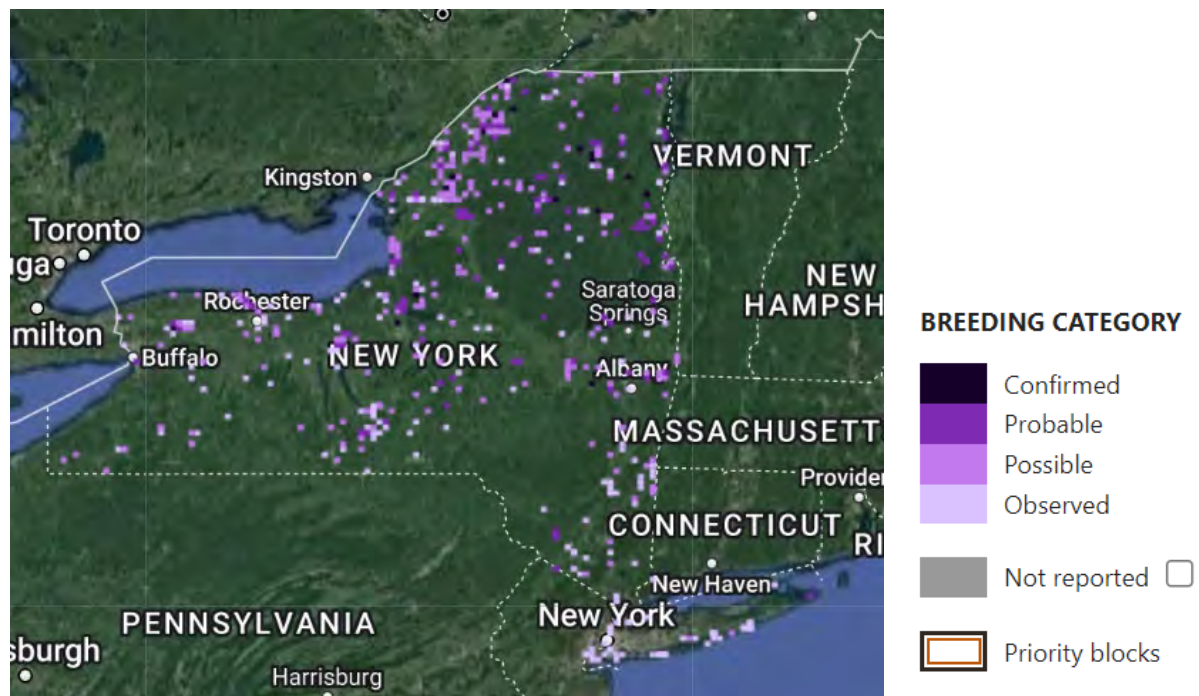 Kingston
VERMONT
Toronto
ga
NEW
HAMPSH
Saratoga
Springs
Rochester
milton
Buffalo
NEW YORK
Albany
MASSACHUSETT
Provider
CONNECTICUT
RI
New Haven
New York
PENNSYLVANIA
sburgh
Harrisburg
BREEDING CATEGORY
Confirmed
Probable
Possible
Observed
Not reported
Priority blocks